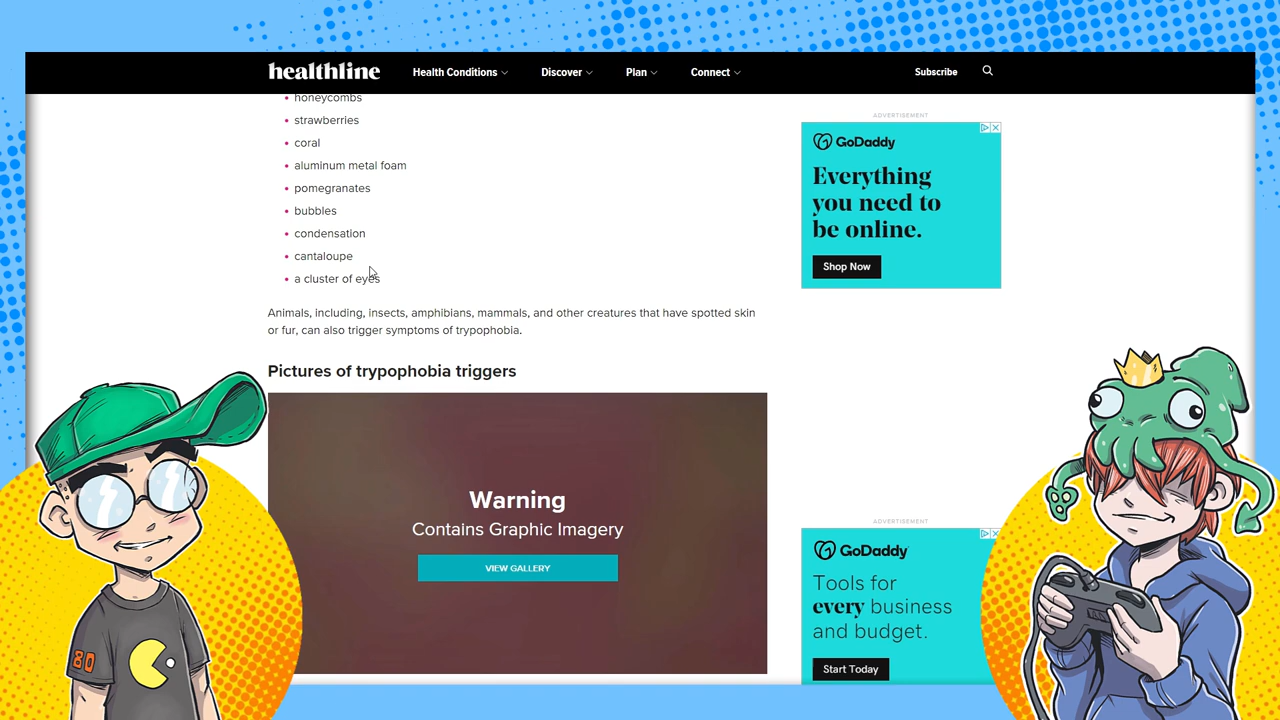 healthline
Health Conditions
Discover
Plan
Connect
Subscribe
honeycombs
strawberries
coral
aluminum metal foam
pomegranates
bubbles
condensation
cantaloupe
a cluster of eyes
Animals, including, insects, amphibians, mammals, and other creatures that have spotted skin
or fur, can also trigger symptoms of trypophobia.
Pictures of trypophobia triggers
Warning
Contains Graphic Imagery
VIEW GALLERY
ADVERTISEMENT
GoDaddy
Everything
you need to
be online.
Shop Now
ADVERTISEMENT
GoDaddy
Tools for
every business
and budget.
Start Today
80